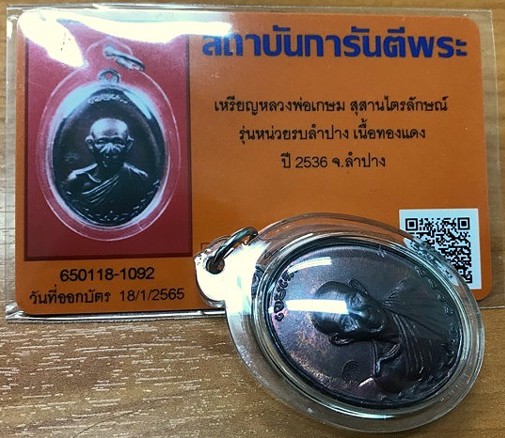 สถาบันการันตีพระ
เหรียญหลวงพ่อเกษม สุสานไตรลักษณ์
รุ่นหน่วยรบลำปาง เนื้อทองแดง
ปี 2536 จ.ลำปาง
650118-1092
วันที่ออกบัตร 18/1/2565